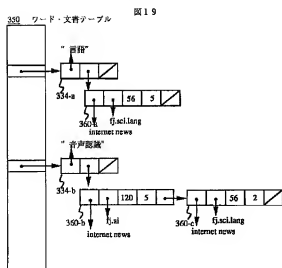 図19
350 ワード・文書テーブル
"言語"
334-a
56 5
360-a
fj.sci.lang
internet news
"音声認識"
334-b
120 5
56 2
360-b
fj.ai
internet news
360-c
fj.sci.lang
internet news